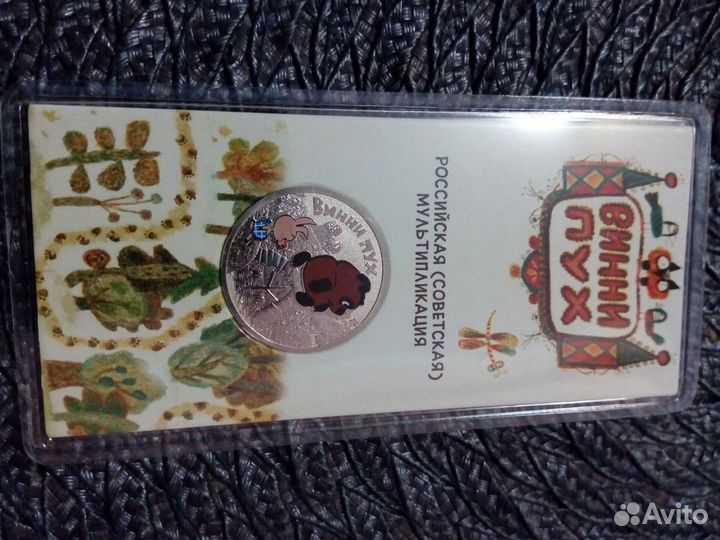 ВИННИ
ПУХ
РОССИЙСКАЯ (СОВЕТСКАЯ)
МУЛЬТИПЛИКАЦИЯ
ВИННИ ПУХ
Avito